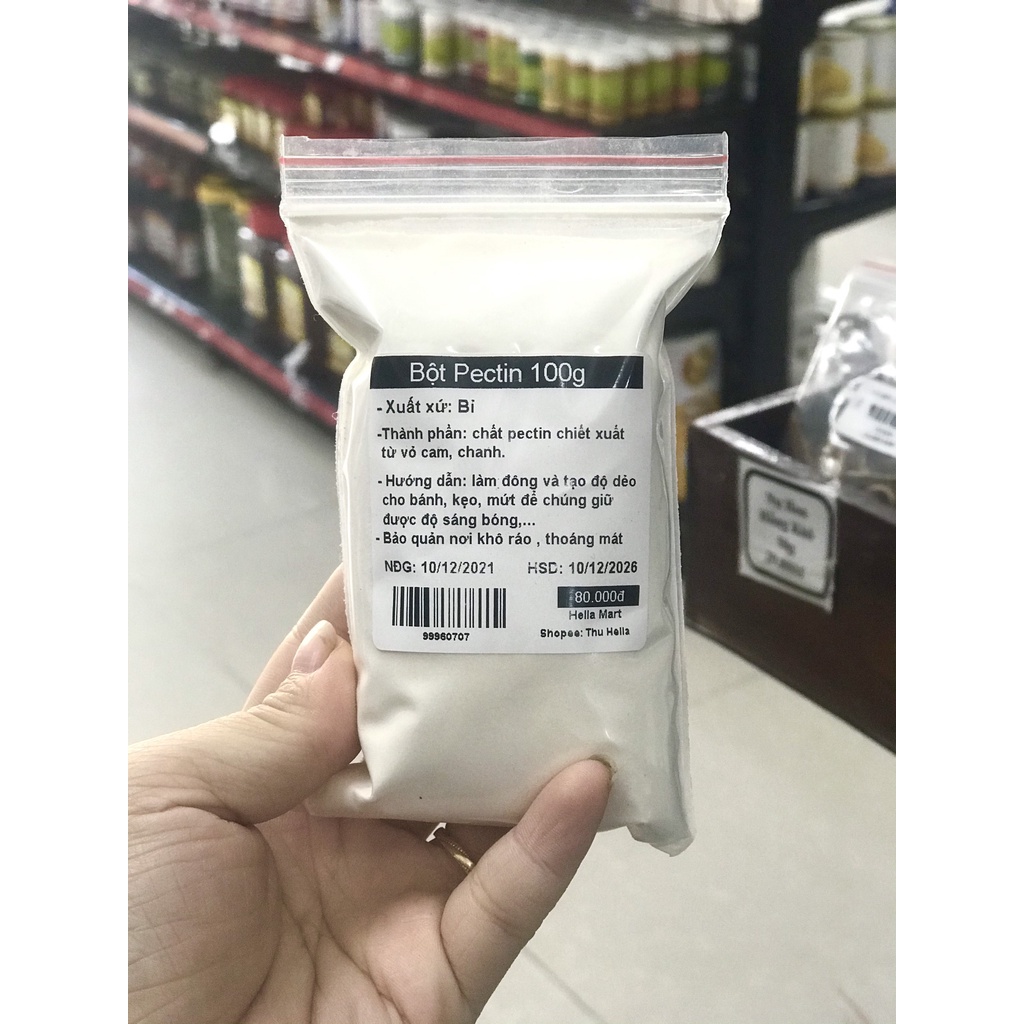 Bột Pectin 100g
- Xuất xứ: Bỉ
-Thành phần: chất pectin chiết xuất
từ vỏ cam, chanh.
- Hướng dẫn: làm đông và tạo độ dẻo
cho bánh, kẹo, mứt để chúng giữ
được độ sáng bóng,...
- Bảo quản nơi khô ráo , thoáng mát
NĐG: 10/12/2021 HSD: 10/12/2026
80.000đ
Hella Mart
99960707
Shopee: Thu Hella